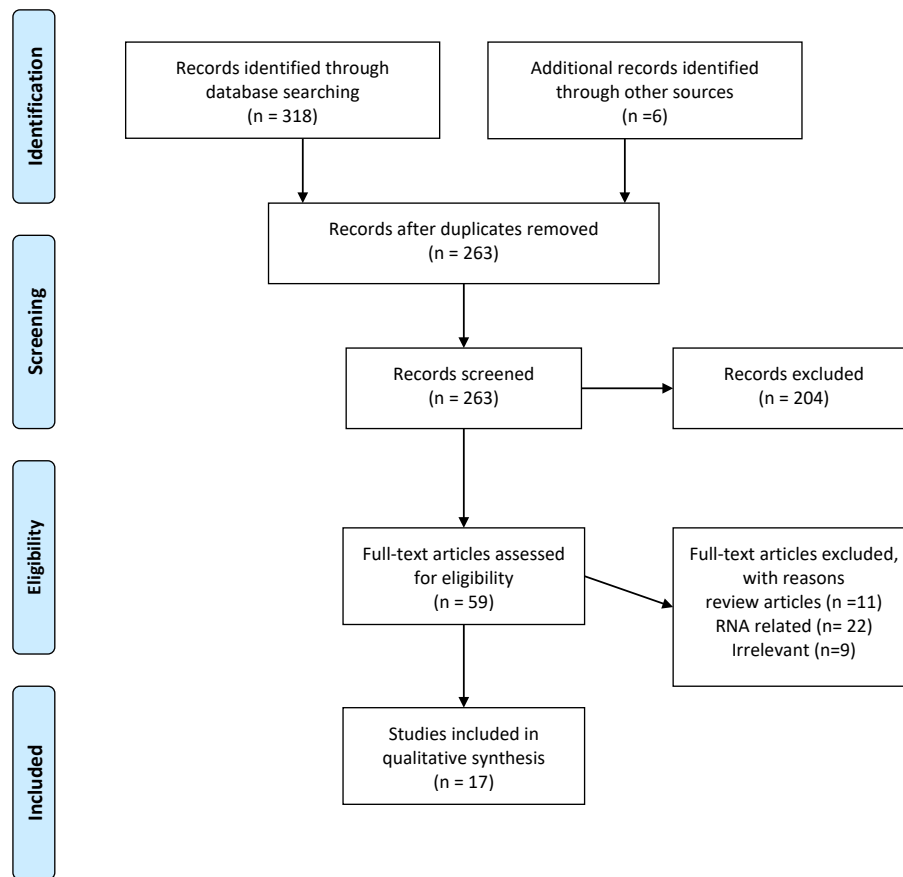 Identification
Records identified through
database searching
(n = 318)
Additional records identified
through other sources
(n =6)
Records after duplicates removed
(n = 263)
Screening
Records screened
(n = 263)
Records excluded
(n = 204)
Eligibility
Full-text articles assessed
for eligibility
(n = 59)
Full-text articles excluded,
with reasons
review articles (n =11)
RNA related (n= 22)
Irrelevant (n=9)
Included
Studies included in
qualitative synthesis
(n = 17)